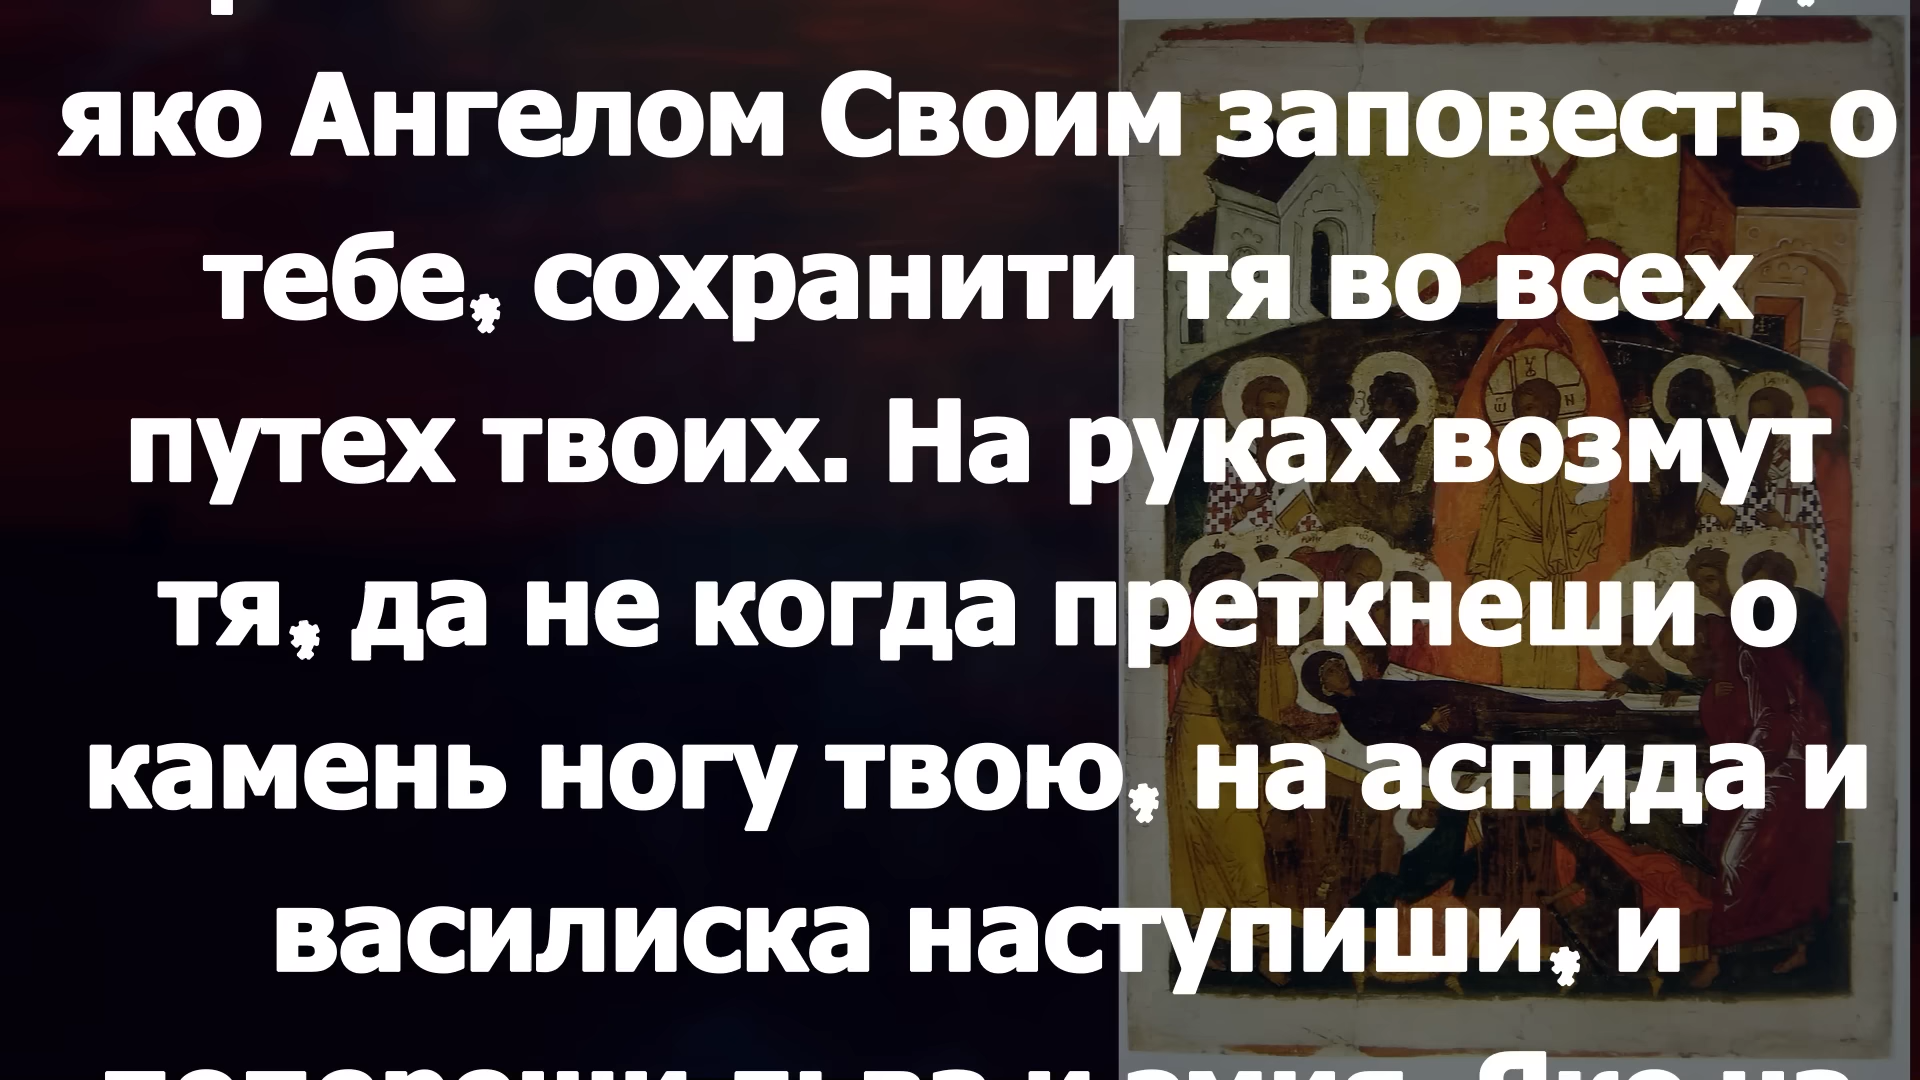 яко Ангелом Своим заповесть о
тебе, сохранити тя во всех
путех твоих. На руках возмут
тя, да не когда преткнеши о
камень ногу твою, на аспида и
василиска наступиши, и